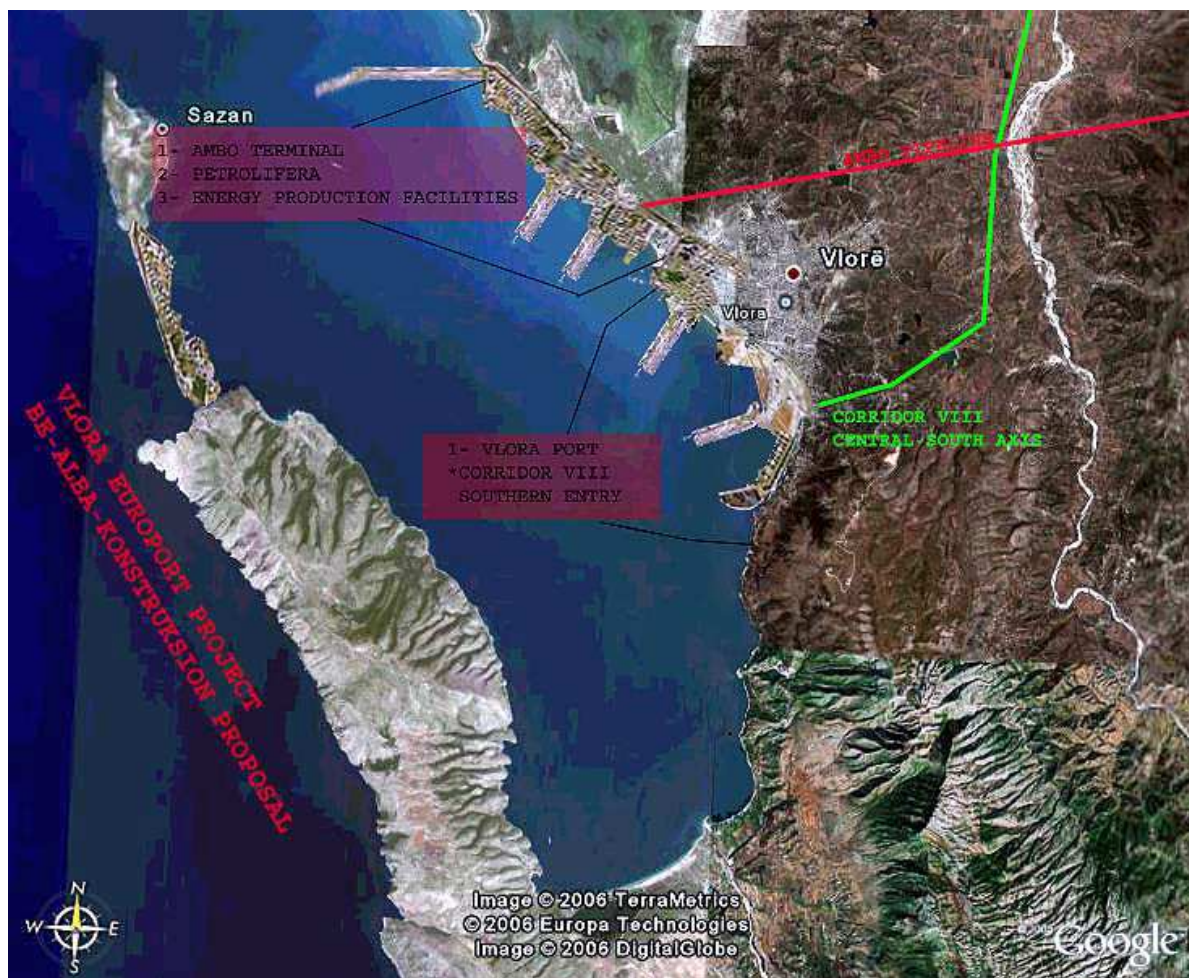 Sazan
1- AMBO TERMINAL
2- PETROLIFERA
3- ENERGY PRODUCTION FACILITIES
AMBO PIPELINE
Vlorë
Vlora
CORRIDOR VIII
CENTRAL-SOUTH AXIS
1- VLORA PORT
*CORRIDOR VIII
SOUTHERN ENTRY
VLORA EUROPORT PROJECT
BE-ALBA-KONSTRUKSION PROPOSAL
N
W E
S
Image © 2006 TerraMetrics
© 2006 Europa Technologies
Image © 2006 DigitalGlobe
Google